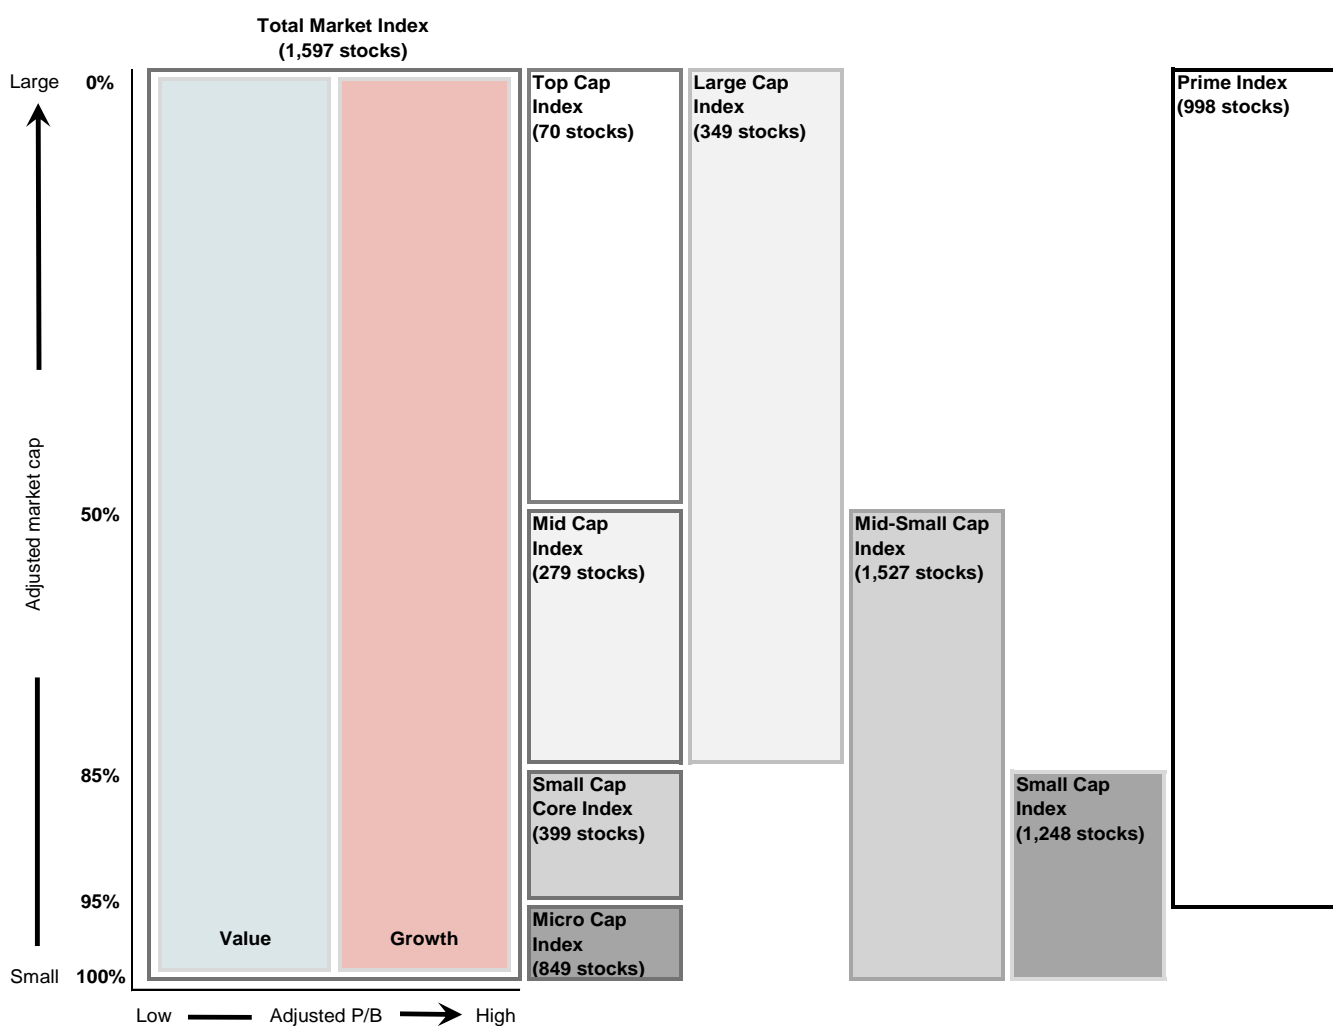 Total Market Index
(1,597 stocks)
Large
0%
Top Cap
Index
(70 stocks)
Large Cap
Index
(349 stocks)
Prime Index
(998 stocks)
Adjusted market cap
50%
Mid Cap
Index
(279 stocks)
Mid-Small Cap
Index
(1,527 stocks)
85%
Small Cap
Core Index
(399 stocks)
Small Cap
Index
(1,248 stocks)
95%
Micro Cap
Index
(849 stocks)
Value
Growth
Small
100%
Low
Adjusted P/B
High